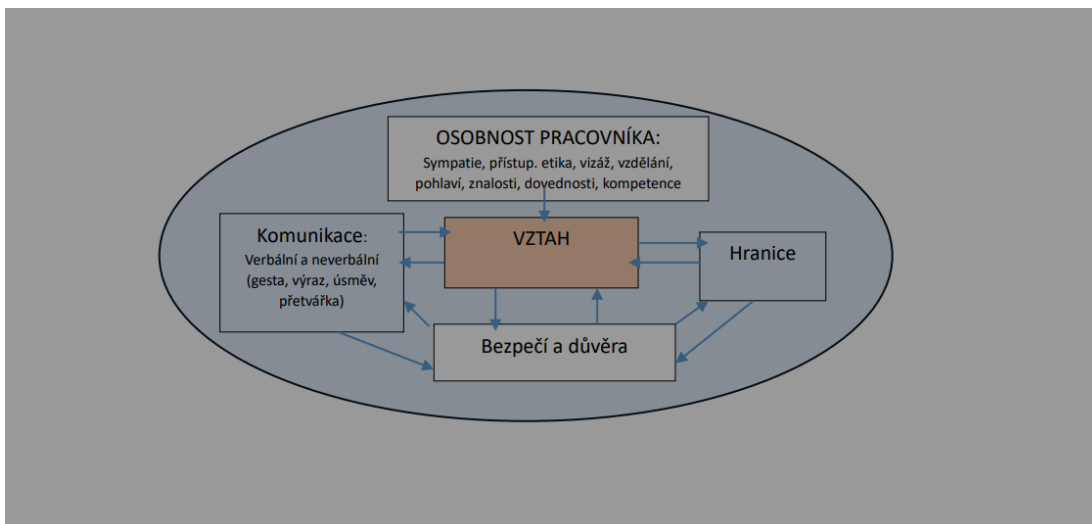 OSOBNOST PRACOVNÍKA:
Sympatie, přístup. etika, vizáž, vzdělání,
pohlaví, znalosti, dovednosti, kompetence
Komunikace:
Verbální a neverbální
(gesta, výraz, úsměv,
přetvářka)
VZTAH
Hranice
Bezpečí a důvěra